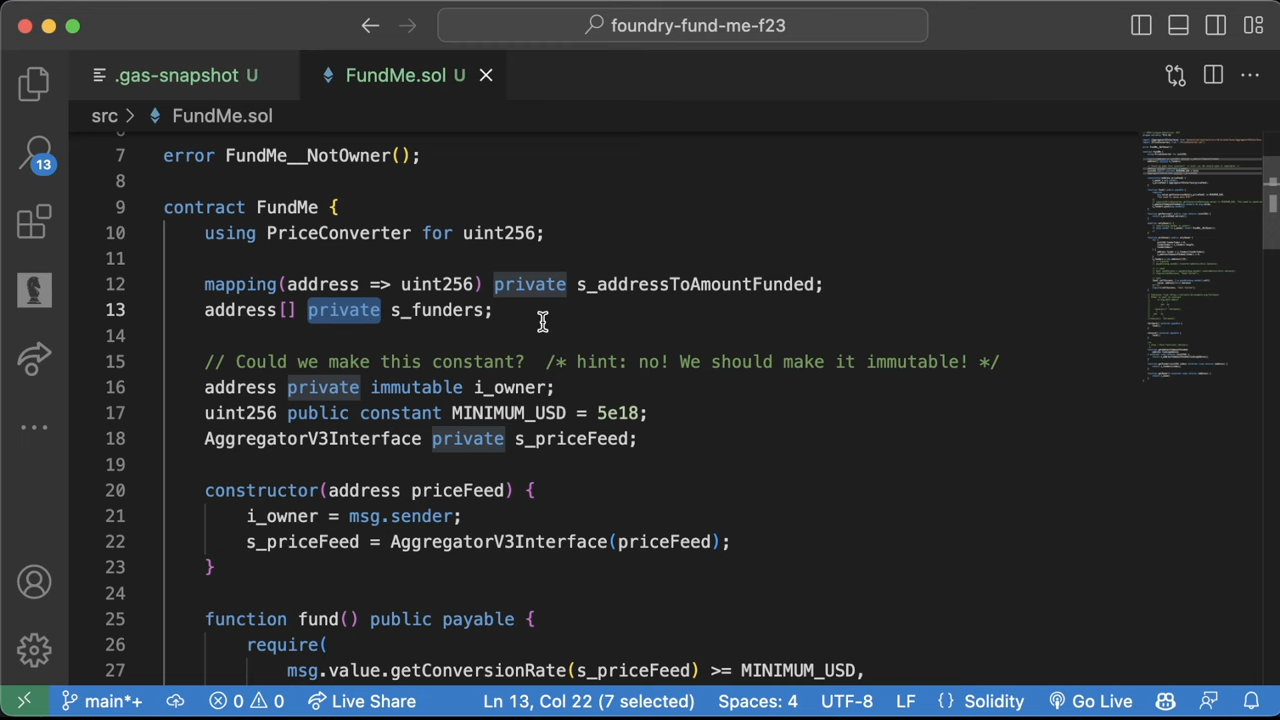 foundry-fund-me-f23
.gas-snapshot U
FundMe.sol U
src > FundMe.sol
13
6
7 error FundMe__NotOwner();
8
9 contract FundMe {
10 using PriceConverter for uint256;
11
12 mapping(address => uint256) private s_addressToAmountFunded;
13 address[] private s_funders;
14
15 // Could we make this constant? /* hint: no! We should make it immutable! */
16 address private immutable i_owner;
17 uint256 public constant MINIMUM_USD = 5e18;
18 AggregatorV3Interface private s_priceFeed;
19
20 constructor(address priceFeed) {
21 i_owner = msg.sender;
22 s_priceFeed = AggregatorV3Interface(priceFeed);
23 }
24
25 function fund() public payable {
26 require(
27 msg.value.getConversionRate(s_priceFeed) >= MINIMUM_USD,
main*+ 0 0 Live Share Ln 13, Col 22 (7 selected) Spaces: 4 UTF-8 LF {} Solidity Go Live